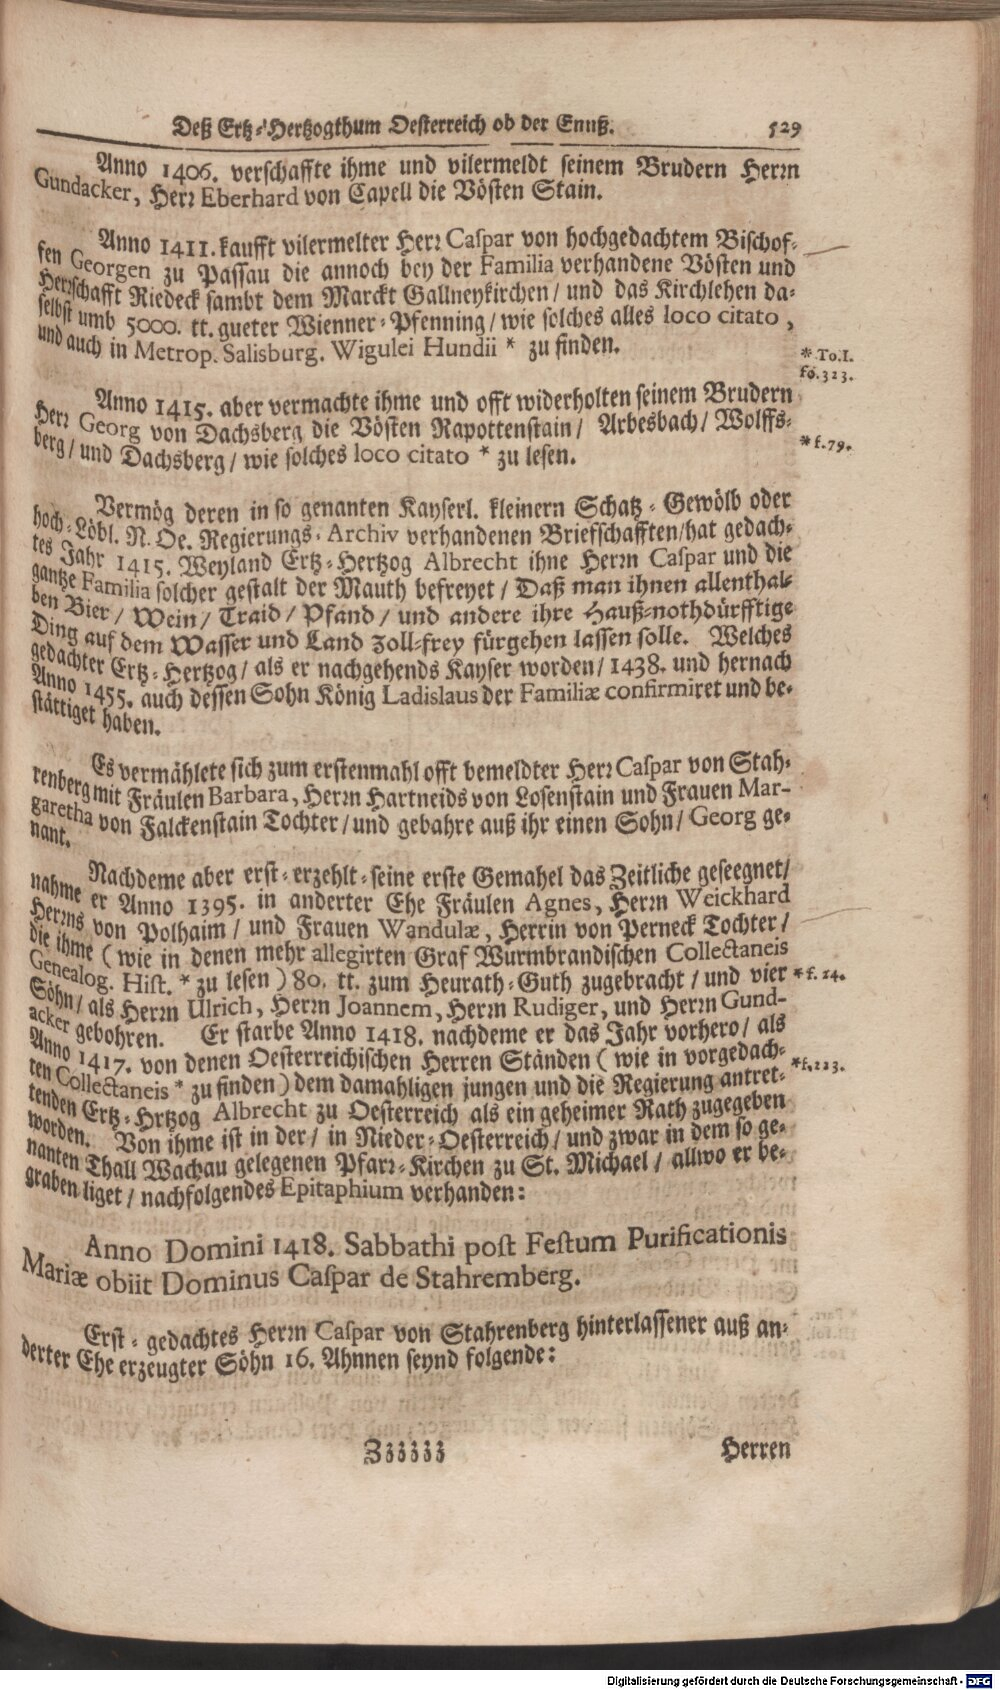 Deß Ertz-Hertzogthum Oesterreich ob der Ennß. 529
Anno 1406. verschaffte ihme und vilermeldt seinem Brudern Herrn
Gundacker, Herr Eberhard von Capell die Vösten Stain.
Anno 1411. kaufft vilermelter Herr Caspar von hochgedachtem Bischof-
fen Georgen zu Passau die annoch bey der Familia verhandene Vösten und
Herrschafft Riedeck sambt dem Marckt Gallneykirchen / und das Kirchlehen da-
selbst umb 5000. tt. gueter Wienner-Pfenning / wie solches alles loco citato,
und auch in Metrop. Salisburg. Wigulei Hundii * zu finden.
* To.I.
fo.323.
Anno 1415. aber vermachte ihme und offt widerholten seinem Brudern
Herr Georg von Dachsberg die Vösten Rapottenstain / Arbesbach / Wolffs-
berg / und Dachsberg / wie solches loco citato * zu lesen.
* f.79.
Vermög deren in so genanten Kayserl. kleinern Schatz-Gewölb oder
hoch-Löbl. N. Oe. Regierungs-Archiv verhandenen Briefschafften / hat gedach-
tes Jahr 1415. Weyland Ertz-Hertzog Albrecht ihne Herrn Caspar und die
gantze Familia solcher gestalt der Mauth befreyet / Daß man ihnen allenthal-
ben Bier / Wein / Traid / Pfand / und andere ihre Hauß-nothdürfftige
Ding auf dem Wasser und Land Zoll-frey fürgehen lassen solle. Welches
gedachter Ertz-Hertzog / als er nachgehends Kayser worden / 1438. und hernach
Anno 1455. auch dessen Sohn König Ladislaus der Familiæ confirmiret und be-
stättiget haben.
Es vermählete sich zum erstenmahl offt bemeldter Herr Caspar von Stah-
renberg mit Fräulen Barbara, Herrn Hartneids von Losenstain und Frauen Mar-
garetha von Falckenstain Tochter / und gebahre auß ihr einen Sohn / Georg ge-
nant.
Nachdeme aber erst-erzehlt-seine erste Gemahel das Zeitliche geseegnet /
nahme er Anno 1395. in anderter Ehe Fräulen Agnes, Herrn Weickhard
Herrns von Polhaim / und Frauen Wandulæ, Herrin von Perneck Tochter /
die ihme ( wie in denen mehr allegirten Graf Wurmbrandischen Collectaneis
Genealog. Hist. * zu lesen ) 80. tt. zum Heurath-Guth zugebracht / und vier
* f. 24.
Söhn / als Herrn Ulrich, Herrn Joannem, Herrn Rudiger, und Herrn Gund-
acker gebohren. Er starbe Anno 1418. nachdeme er das Jahr vorhero / als
Anno 1417. von denen Oesterreichischen Herren Ständen ( wie in vorgedach-
ten Collectaneis * zu finden ) dem damahligen jungen und die Regierung antret-
*f.223.
tenden Ertz-Hrtzog Albrecht zu Oesterreich als ein geheimer Rath zugegeben
worden. Von ihme ist in der / in Nieder-Oesterreich / und zwar in dem so ge-
nanten Thall Wachau gelegenen Pfarr-Kirchen zu St. Michael / allwo er be-
graben liget / nachfolgendes Epitaphium verhanden:
Anno Domini 1418. Sabbathi post Festum Purificationis
Mariæ obiit Dominus Caspar de Stahremberg.
Erst-gedachtes Herrn Caspar von Stahrenberg hinterlassener auß an-
derter Ehe erzeugter Söhn 16. Ahnnen seynd folgende:
Zzzzzz Herren
Digitalisierung gefördert durch die Deutsche Forschungsgemeinschaft - DFG